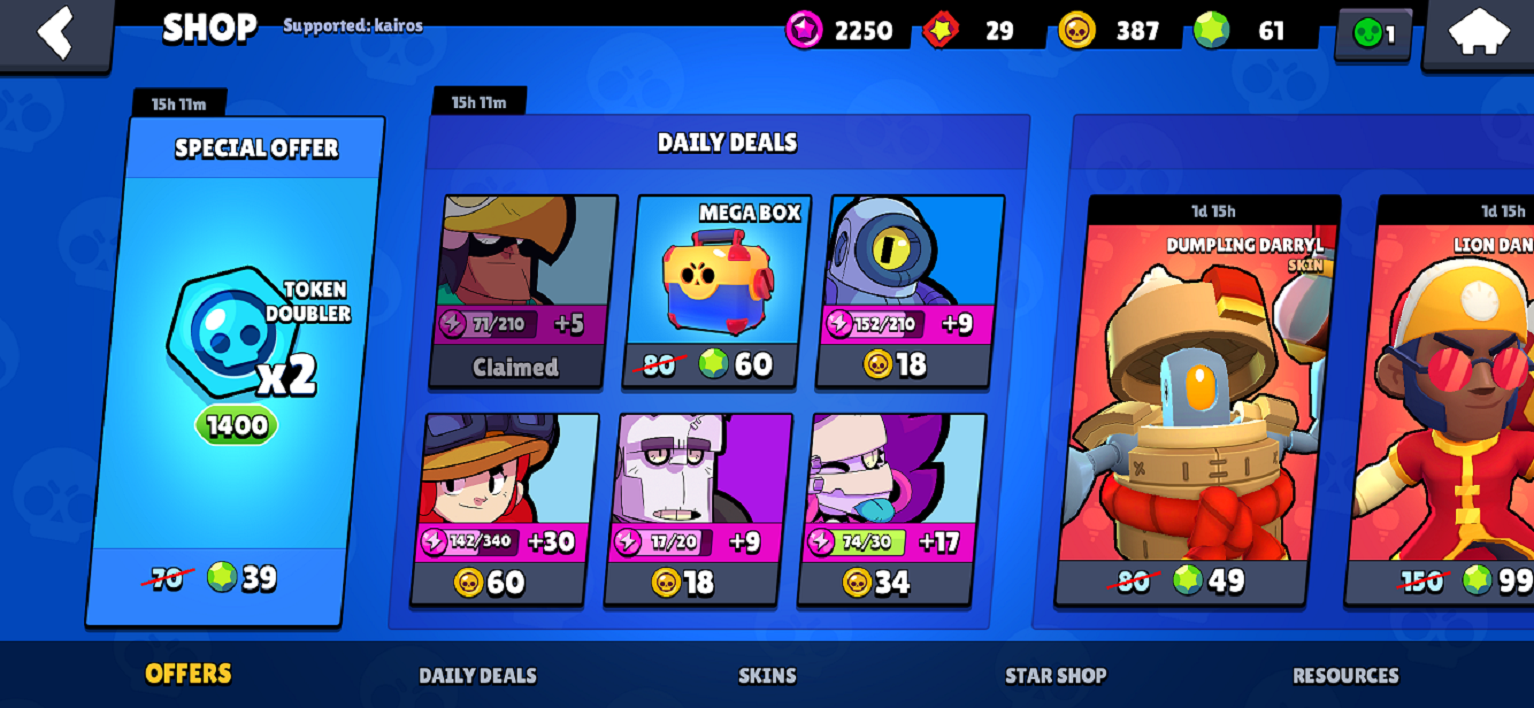 SHOP
Supported: kairos
2250
29
387
61
1
15h 11m
SPECIAL OFFER
TOKEN
DOUBLER
x2
1400
70 39
15h 11m
DAILY DEALS
71/210 +5
Claimed
MEGA BOX
80 60
152/210 +9
18
142/340 +30
60
17/20 +9
18
74/30 +17
34
1d 15h
DUMPLING DARRYL
SKIN
80 49
1d 15h
LION DAN
150 99
OFFERS
DAILY DEALS
SKINS
STAR SHOP
RESOURCES